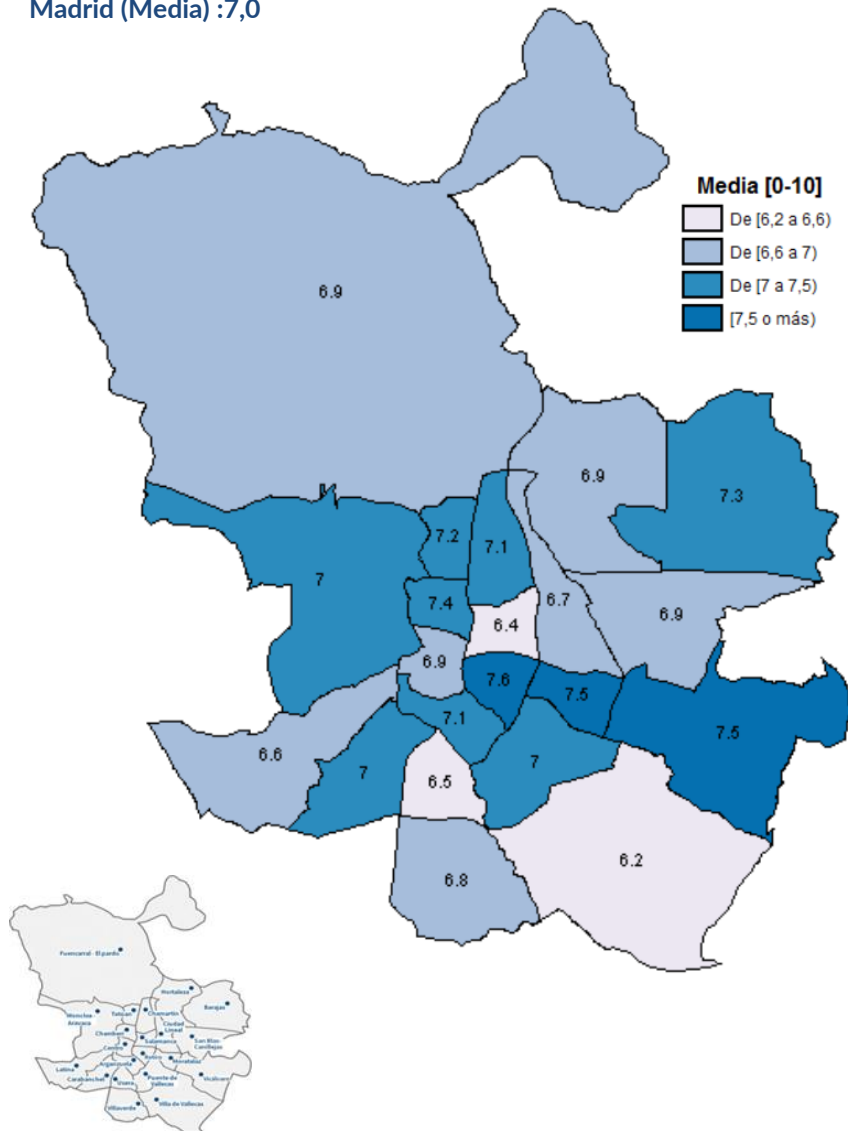 Madrid (Media) :7,0
Media [0-10]
De [6,2 a 6,6)
De [6,6 a 7)
De [7 a 7,5)
[7,5 o más)
6.9
6.9
7.3
7.2
7.1
7
7.4
6.7
6.9
6.4
6.9
7.6
7.5
7.1
7.5
6.6
7
6.5
7
6.2
6.8
Fuencarral - El pardo
Hortaleza
Barajas
Moncloa-
Aravaca
Tetuan
Chamartin
Ciudad
Lineal
Chamberi
San Blas-
Canillejas
Salamanca
Centro
Retiro
Moratalaz
Arganzuela
Latina
Carabanchel
Usera
Puente de
Vallecas
Vicálvaro
Villaverde
Villa de Vallecas